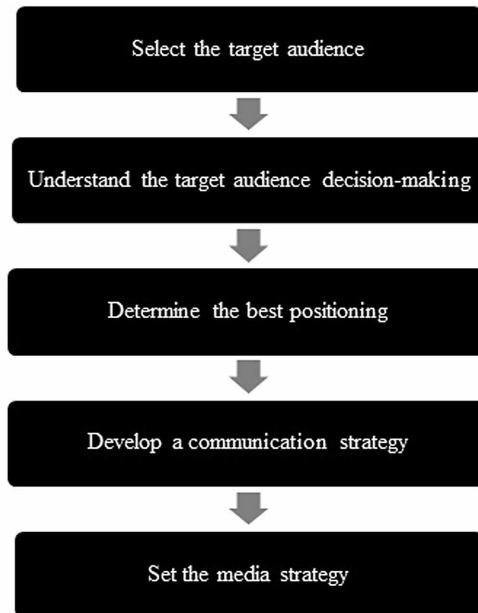 Select the target audience
Understand the target audience decision-making
Determine the best positioning
Develop a communication strategy
Set the media strategy